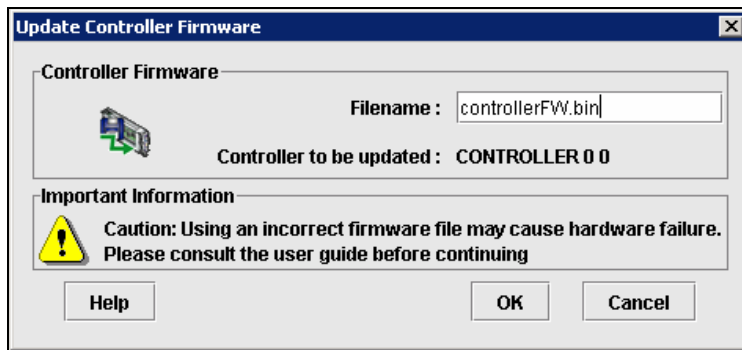 Update Controller Firmware
Controller Firmware
Filename : controllerFW.bin
Controller to be updated : CONTROLLER 0 0
Important Information
Caution: Using an incorrect firmware file may cause hardware failure.
Please consult the user guide before continuing
Help OK Cancel